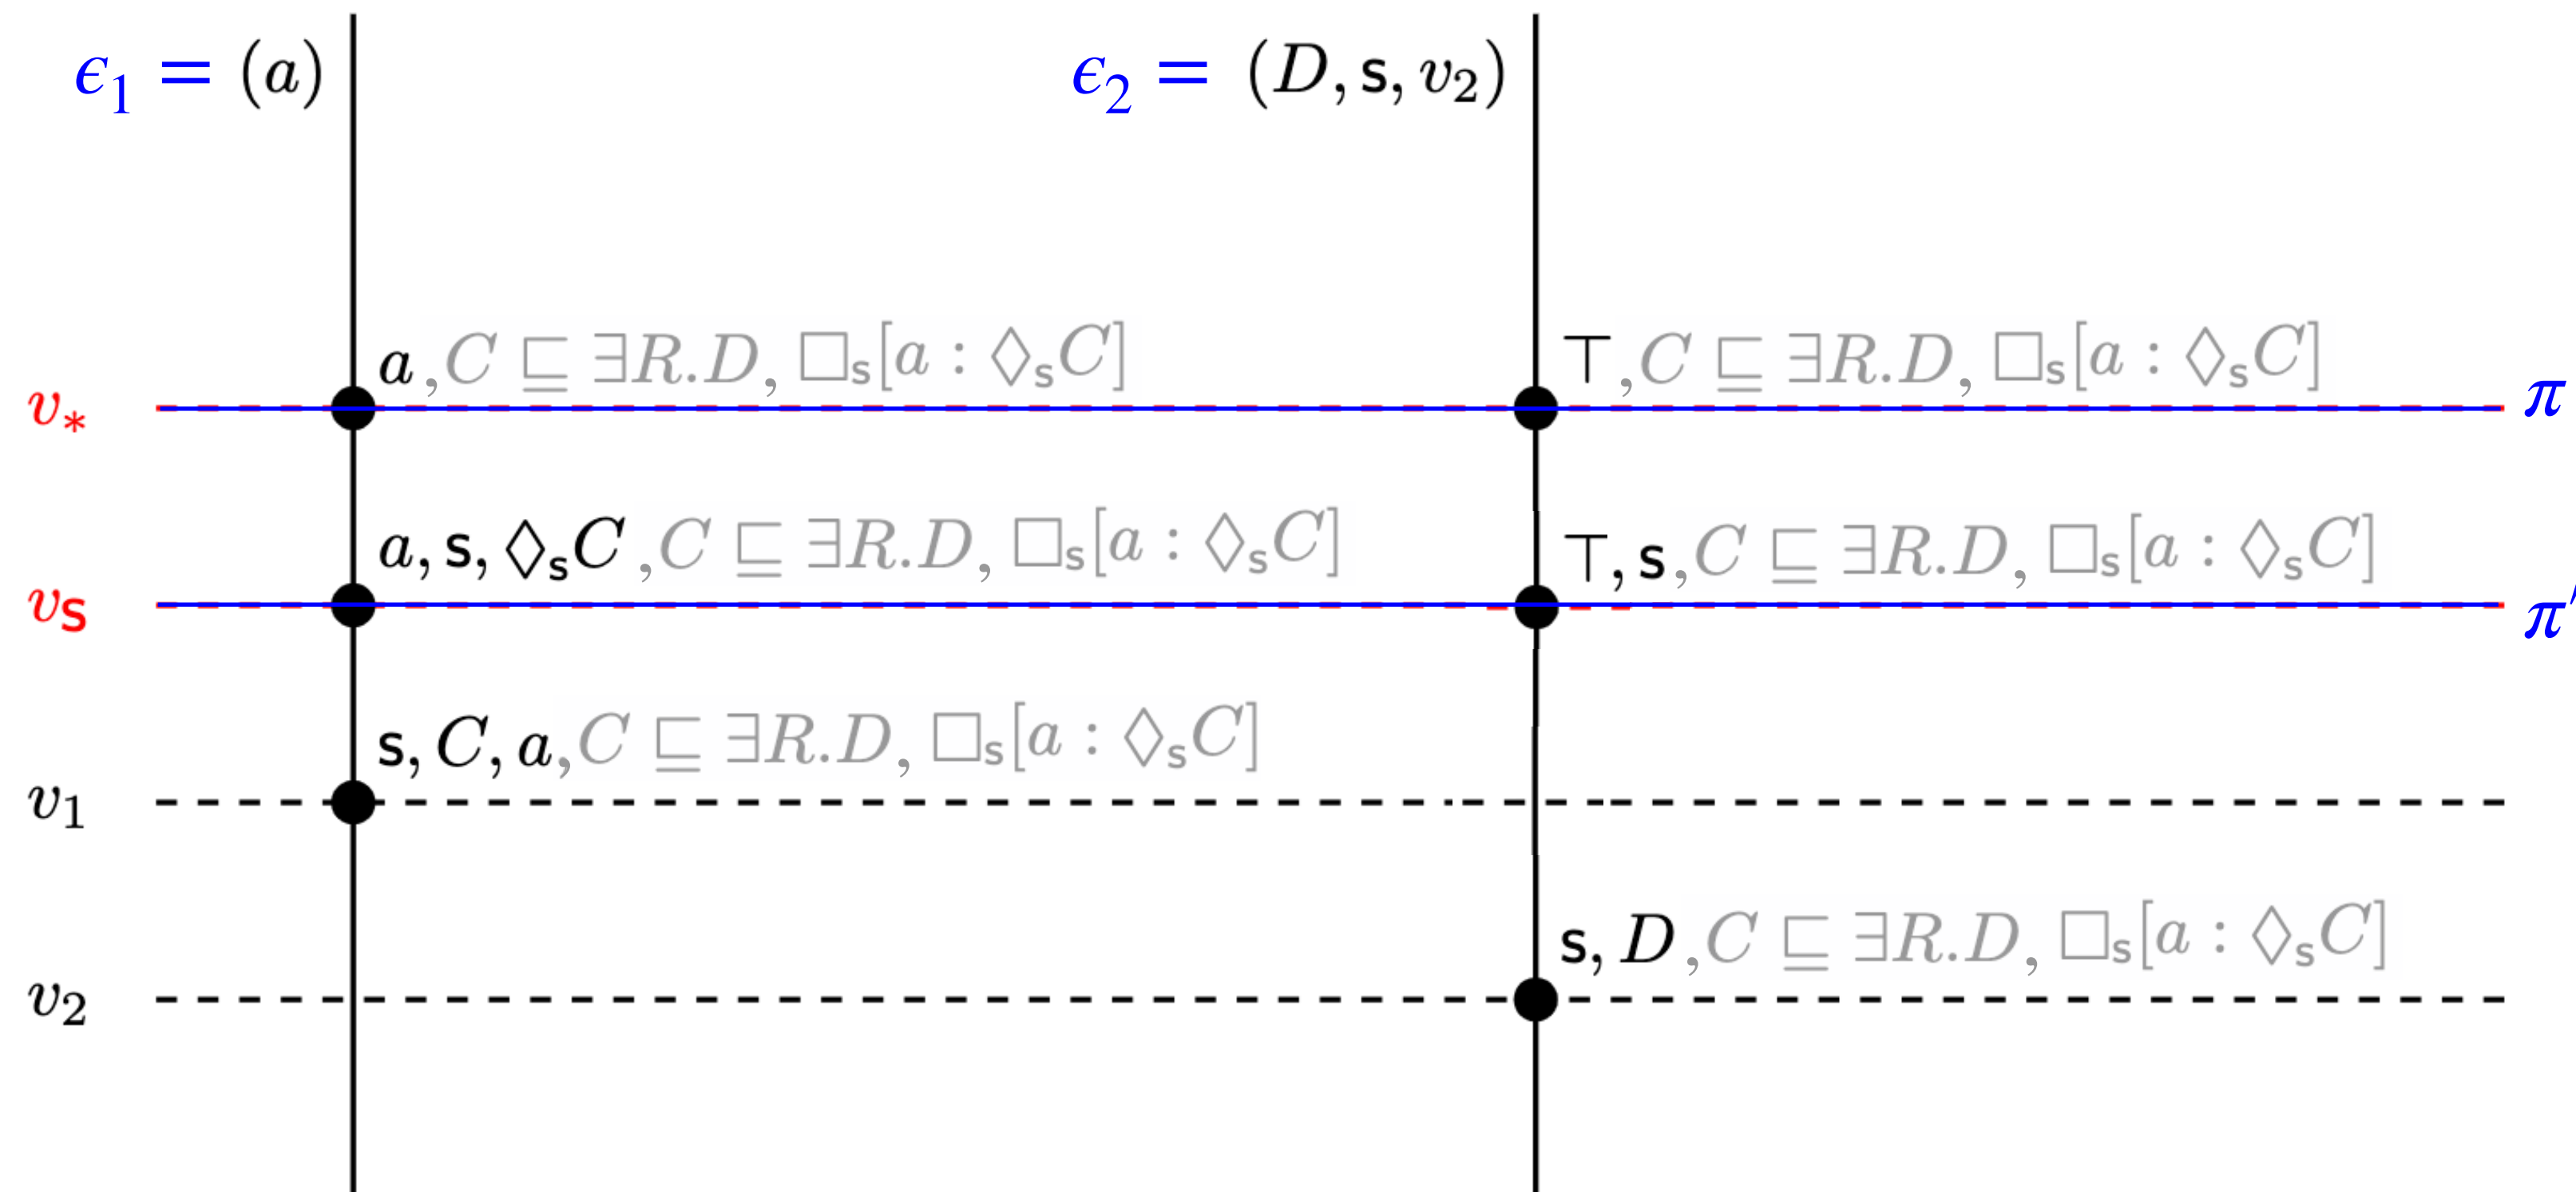 ϵ₁ = (a) ϵ₂ = (D, s, v₂)
a, C ⊑ ∃R.D, □ₛ[a : ◊ₛC] ⊤, C ⊑ ∃R.D, □ₛ[a : ◊ₛC]
v* π
a, s, ◊ₛC, C ⊑ ∃R.D, □ₛ[a : ◊ₛC] ⊤, s, C ⊑ ∃R.D, □ₛ[a : ◊ₛC]
vₛ π′
s, C, a, C ⊑ ∃R.D, □ₛ[a : ◊ₛC]
v₁
s, D, C ⊑ ∃R.D, □ₛ[a : ◊ₛC]
v₂